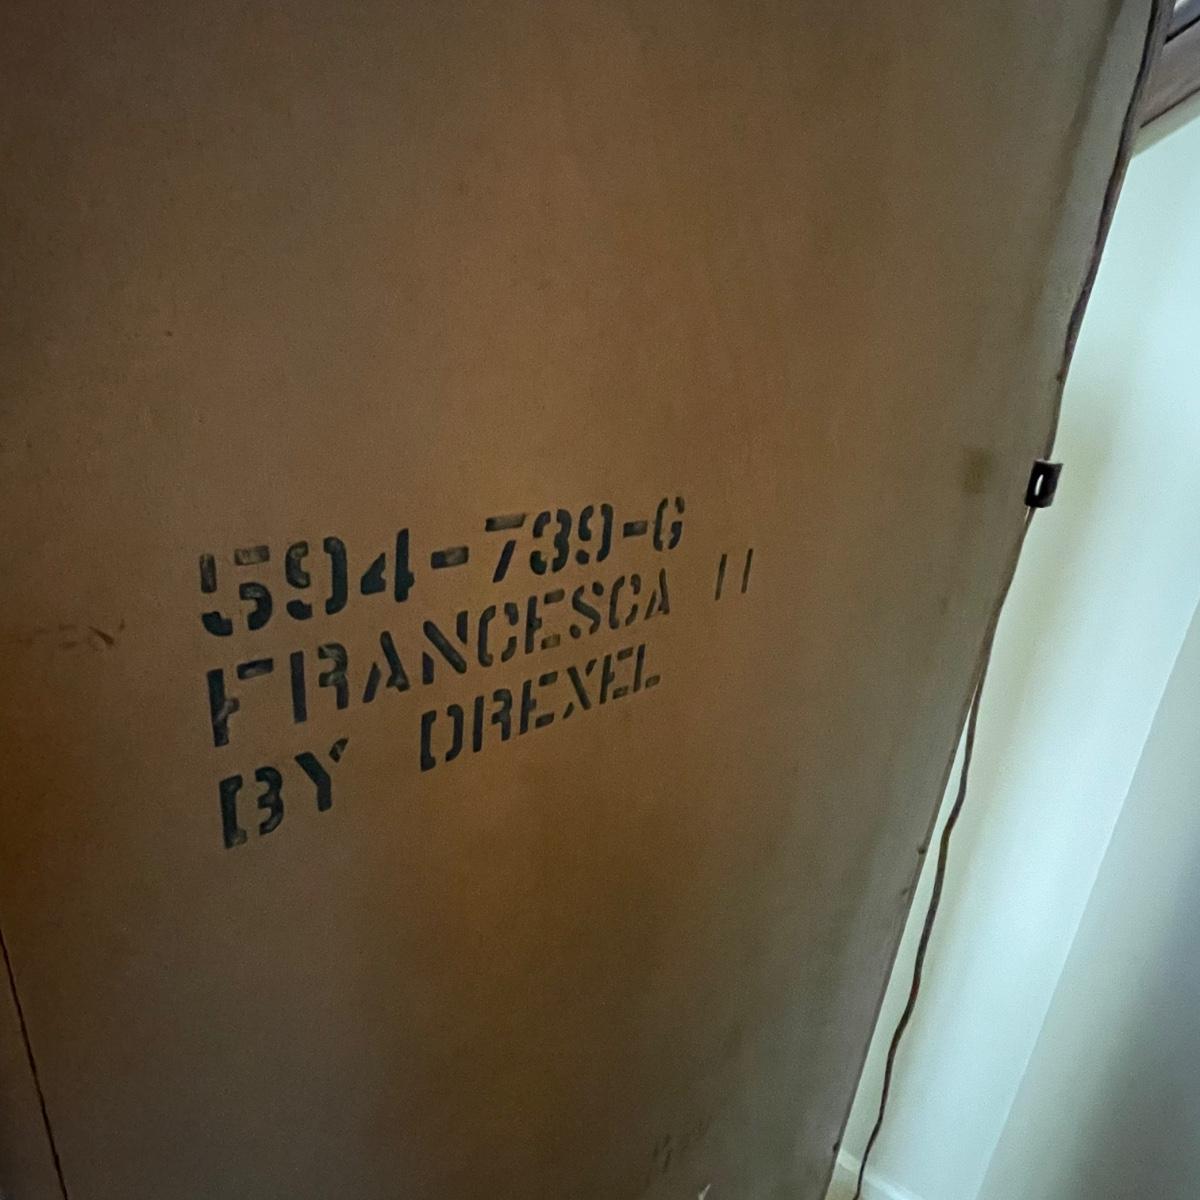 594-739-6
FRANCESCA II
BY DREXEL